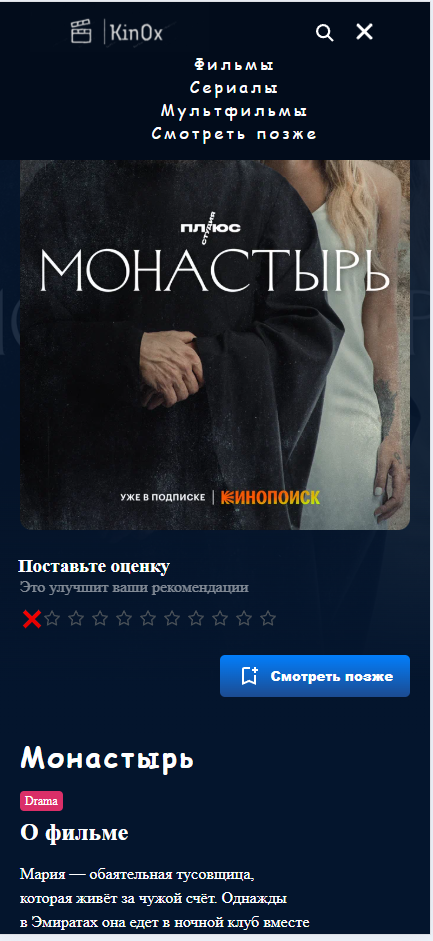 KinOx
Фильмы
Сериалы
Мультфильмы
Смотреть позже
ПЛЮС
СТУДИЯ
МОНАСТЫРЬ
УЖЕ В ПОДПИСКЕ | КИНОПОИСК
Поставьте оценку
Это улучшит ваши рекомендации
Смотреть позже
Монастырь
Drama
О фильме
Мария — обаятельная тусовщица,
которая живёт за чужой счёт. Однажды
в Эмиратах она едет в ночной клуб вместе